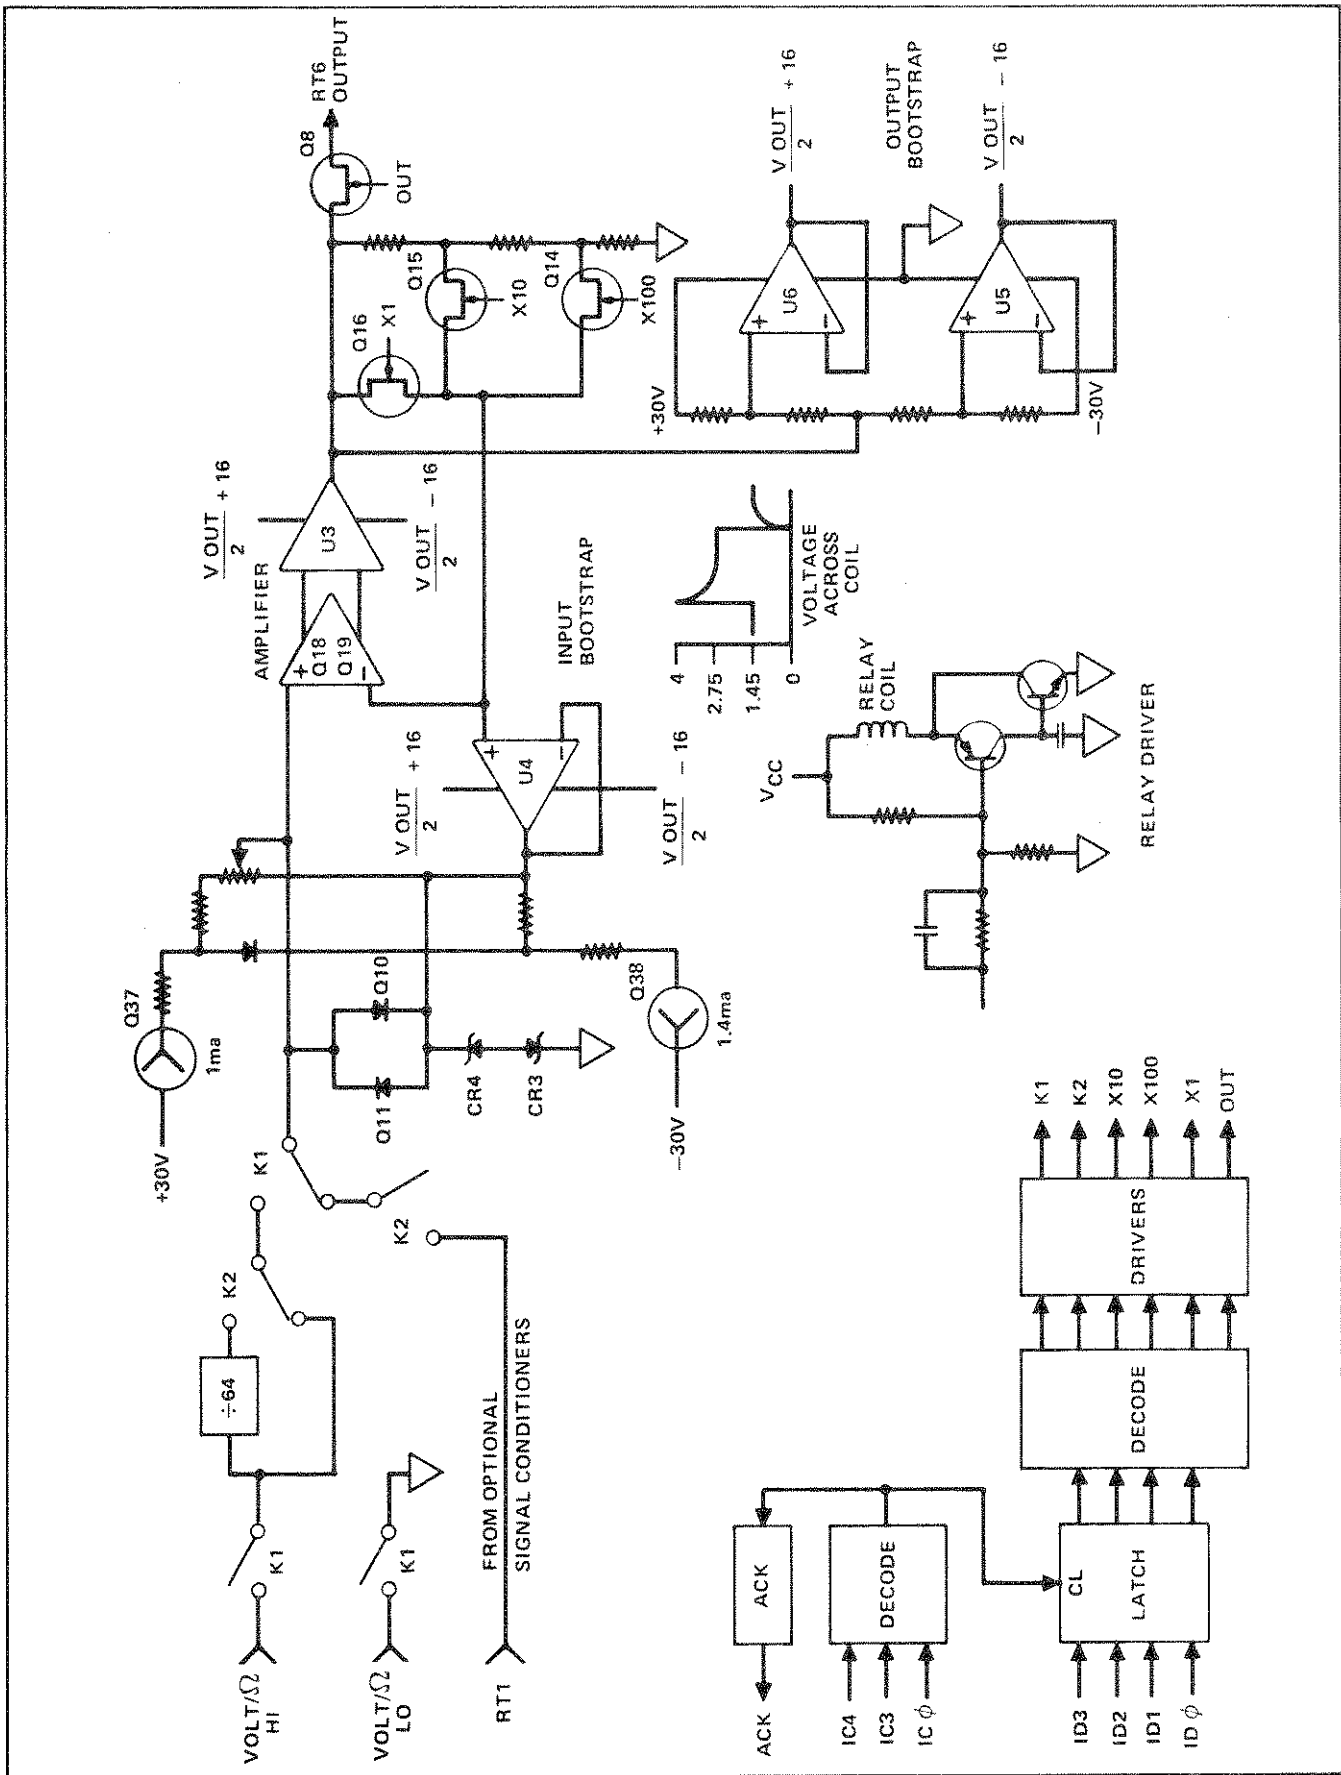 VOLT/Ω
HI
K1
÷64
K2
K1
VOLT/Ω
LO
K1
RT1
FROM OPTIONAL
SIGNAL CONDITIONERS
K2
+30V
Q37
1ma
Q11
Q10
CR4
CR3
Q38
1.4ma
−30V
AMPLIFIER
+
Q18
Q19
−
V OUT
2
+ 16
U3
V OUT
2
− 16
V OUT
2
+ 16
+
U4
−
V OUT
2
− 16
INPUT
BOOTSTRAP
Q16
X1
Q15
X10
Q14
X100
Q8
OUT
RT6
OUTPUT
+30V
+
U6
−
V OUT
2
+ 16
OUTPUT
BOOTSTRAP
+
U5
−
V OUT
2
− 16
−30V
4
2.75
1.45
0
VOLTAGE
ACROSS
COIL
VCC
RELAY
COIL
RELAY DRIVER
ACK
ACK
IC4
IC3
IC ϕ
DECODE
ID3
ID2
ID1
ID ϕ
CL
LATCH
DECODE
DRIVERS
K1
K2
X10
X100
X1
OUT